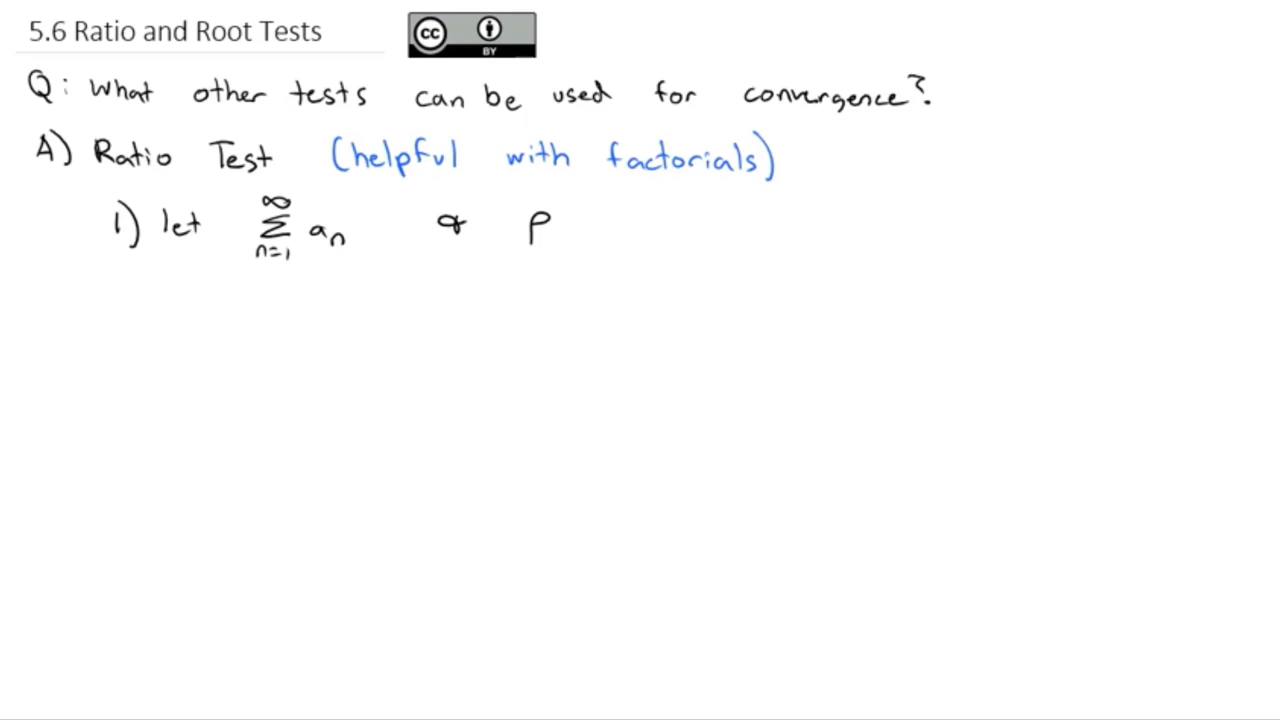 5.6 Ratio and Root Tests
cc BY
Q: What other tests can be used for convergence?
A) Ratio Test (helpful with factorials)
1) let ∑_{n=1}^{∞} a_n & ρ